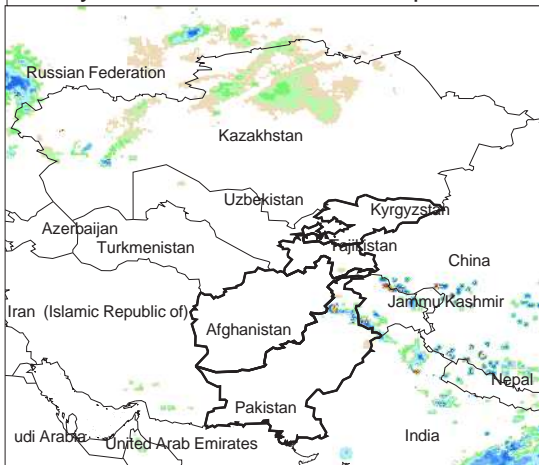 Russian Federation
Kazakhstan
Uzbekistan
Kyrgyzstan
Azerbaijan
Turkmenistan
Tajikistan
China
Iran (Islamic Republic of)
Jammu/Kashmir
Afghanistan
Nepal
Pakistan
udi Arabia
United Arab Emirates
India